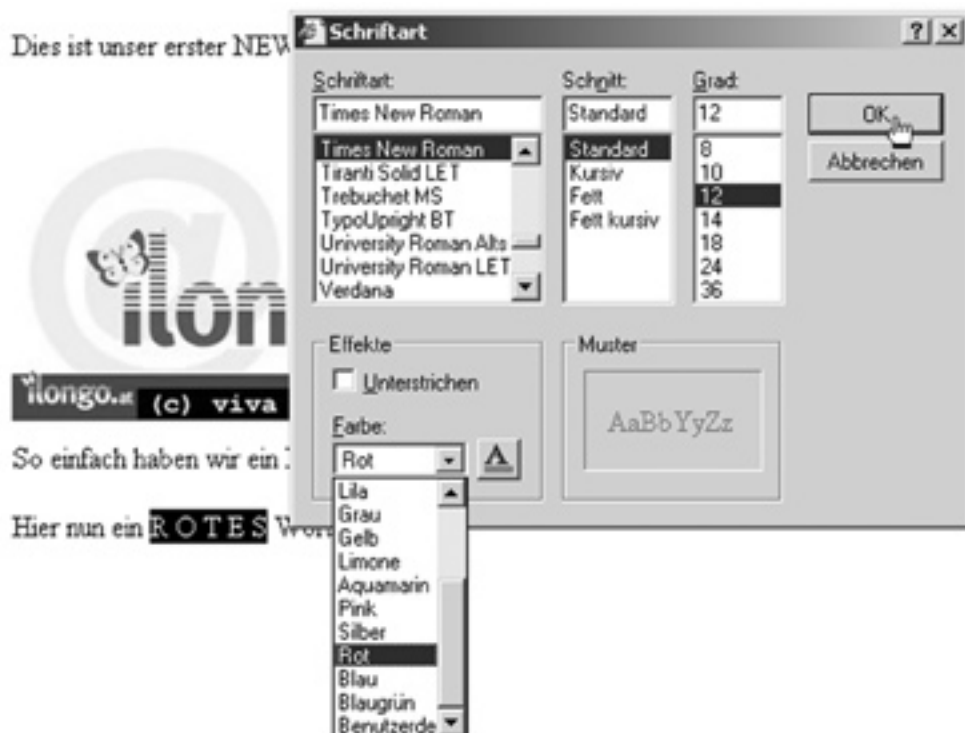 Dies ist unser erster NEW
Schriftart
Schriftart:
Times New Roman
Times New Roman
Tiranti Solid LET
Trebuchet MS
TypoUpright BT
University Roman Alts
University Roman LET
Verdana
Schnitt:
Standard
Standard
Kursiv
Fett
Fett kursiv
Grad:
12
8
10
12
14
18
24
36
OK
Abbrechen
@
ilon
ilongo.at (c) viva
So einfach haben wir ein
Hier nun ein R O T E S Wort
Effekte
Unterstrichen
Farbe:
Rot
A
Lila
Grau
Gelb
Limone
Aquamarin
Pink
Silber
Rot
Blau
Blaugrün
Benutzerde
Muster
AaBbYyZz